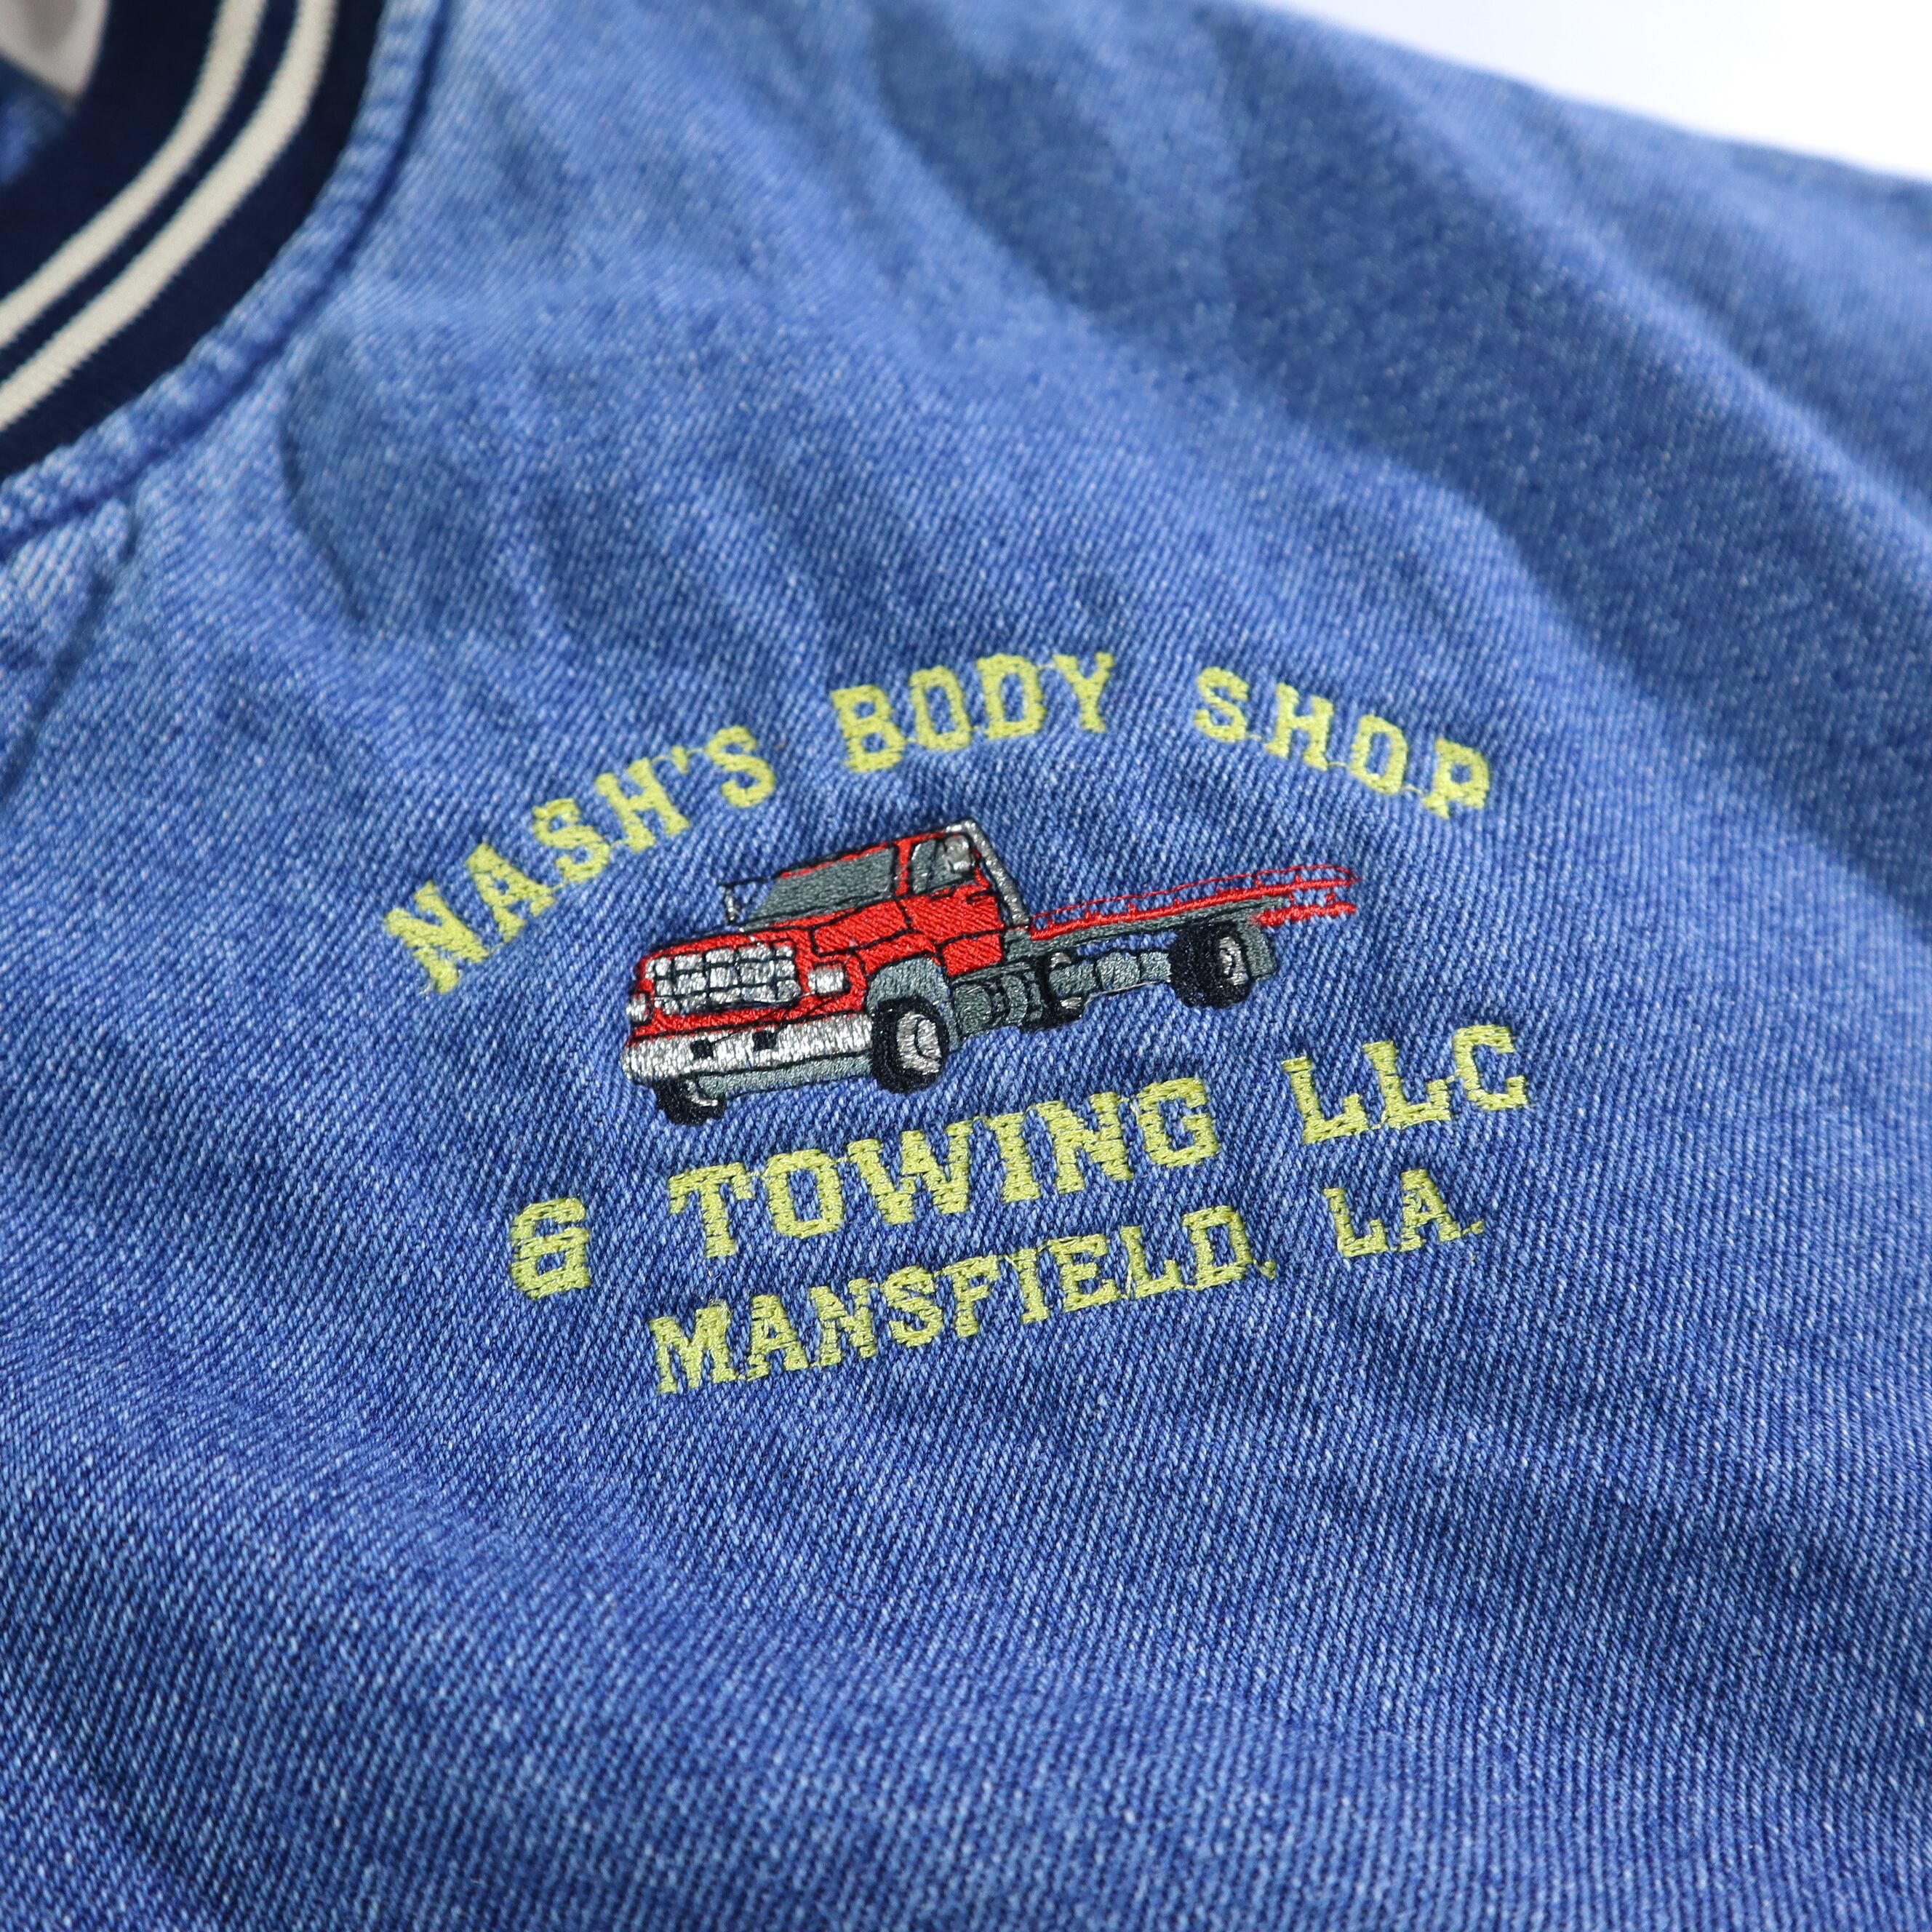 NASH'S BODY SHOP
& TOWING LLC
MANSFIELD, LA.